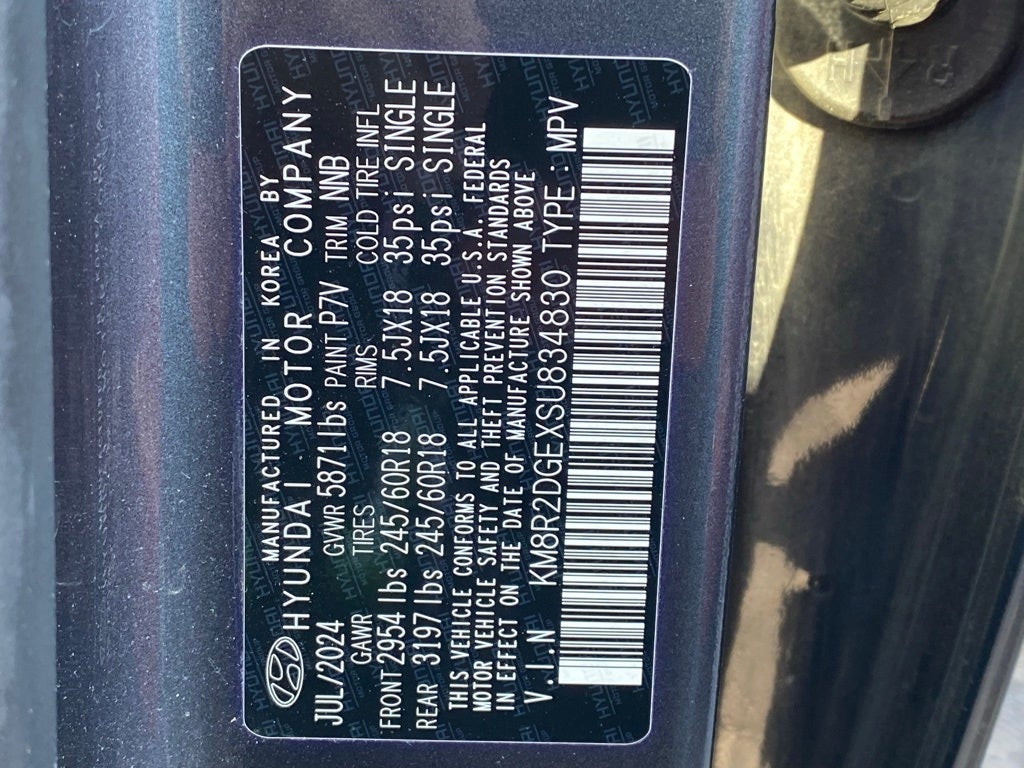 MANUFACTURED IN KOREA BY
HYUNDAI MOTOR COMPANY
JUL/2024 GVWR 5871lbs PAINT P7V TRIM NNB
GAWR TIRES RIMS COLD TIRE INFL
FRONT 2954 lbs 245/60R18 7.5JX18 35psi SINGLE
REAR 3197lbs 245/60R18 7.5JX18 35psi SINGLE
THIS VEHICLE CONFORMS TO ALL APPLICABLE U.S.A. FEDERAL
MOTOR VEHICLE SAFETY AND THEFT PREVENTION STANDARDS
IN EFFECT ON THE DATE OF MANUFACTURE SHOWN ABOVE
V.I.N KM8R2DGEXSU834830 TYPE : MPV